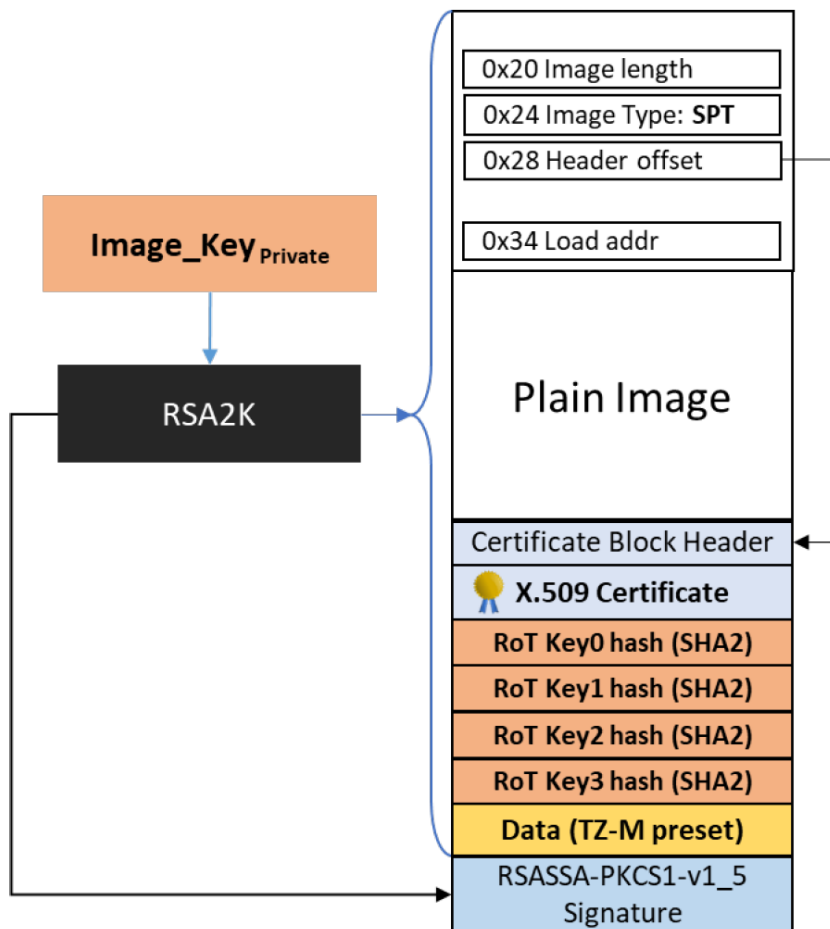 0x20 Image length
0x24 Image Type: SPT
0x28 Header offset
0x34 Load addr
Image_Key Private
RSA2K
Plain Image
Certificate Block Header
X.509 Certificate
RoT Key0 hash (SHA2)
RoT Key1 hash (SHA2)
RoT Key2 hash (SHA2)
RoT Key3 hash (SHA2)
Data (TZ-M preset)
RSASSA-PKCS1-v1_5
Signature